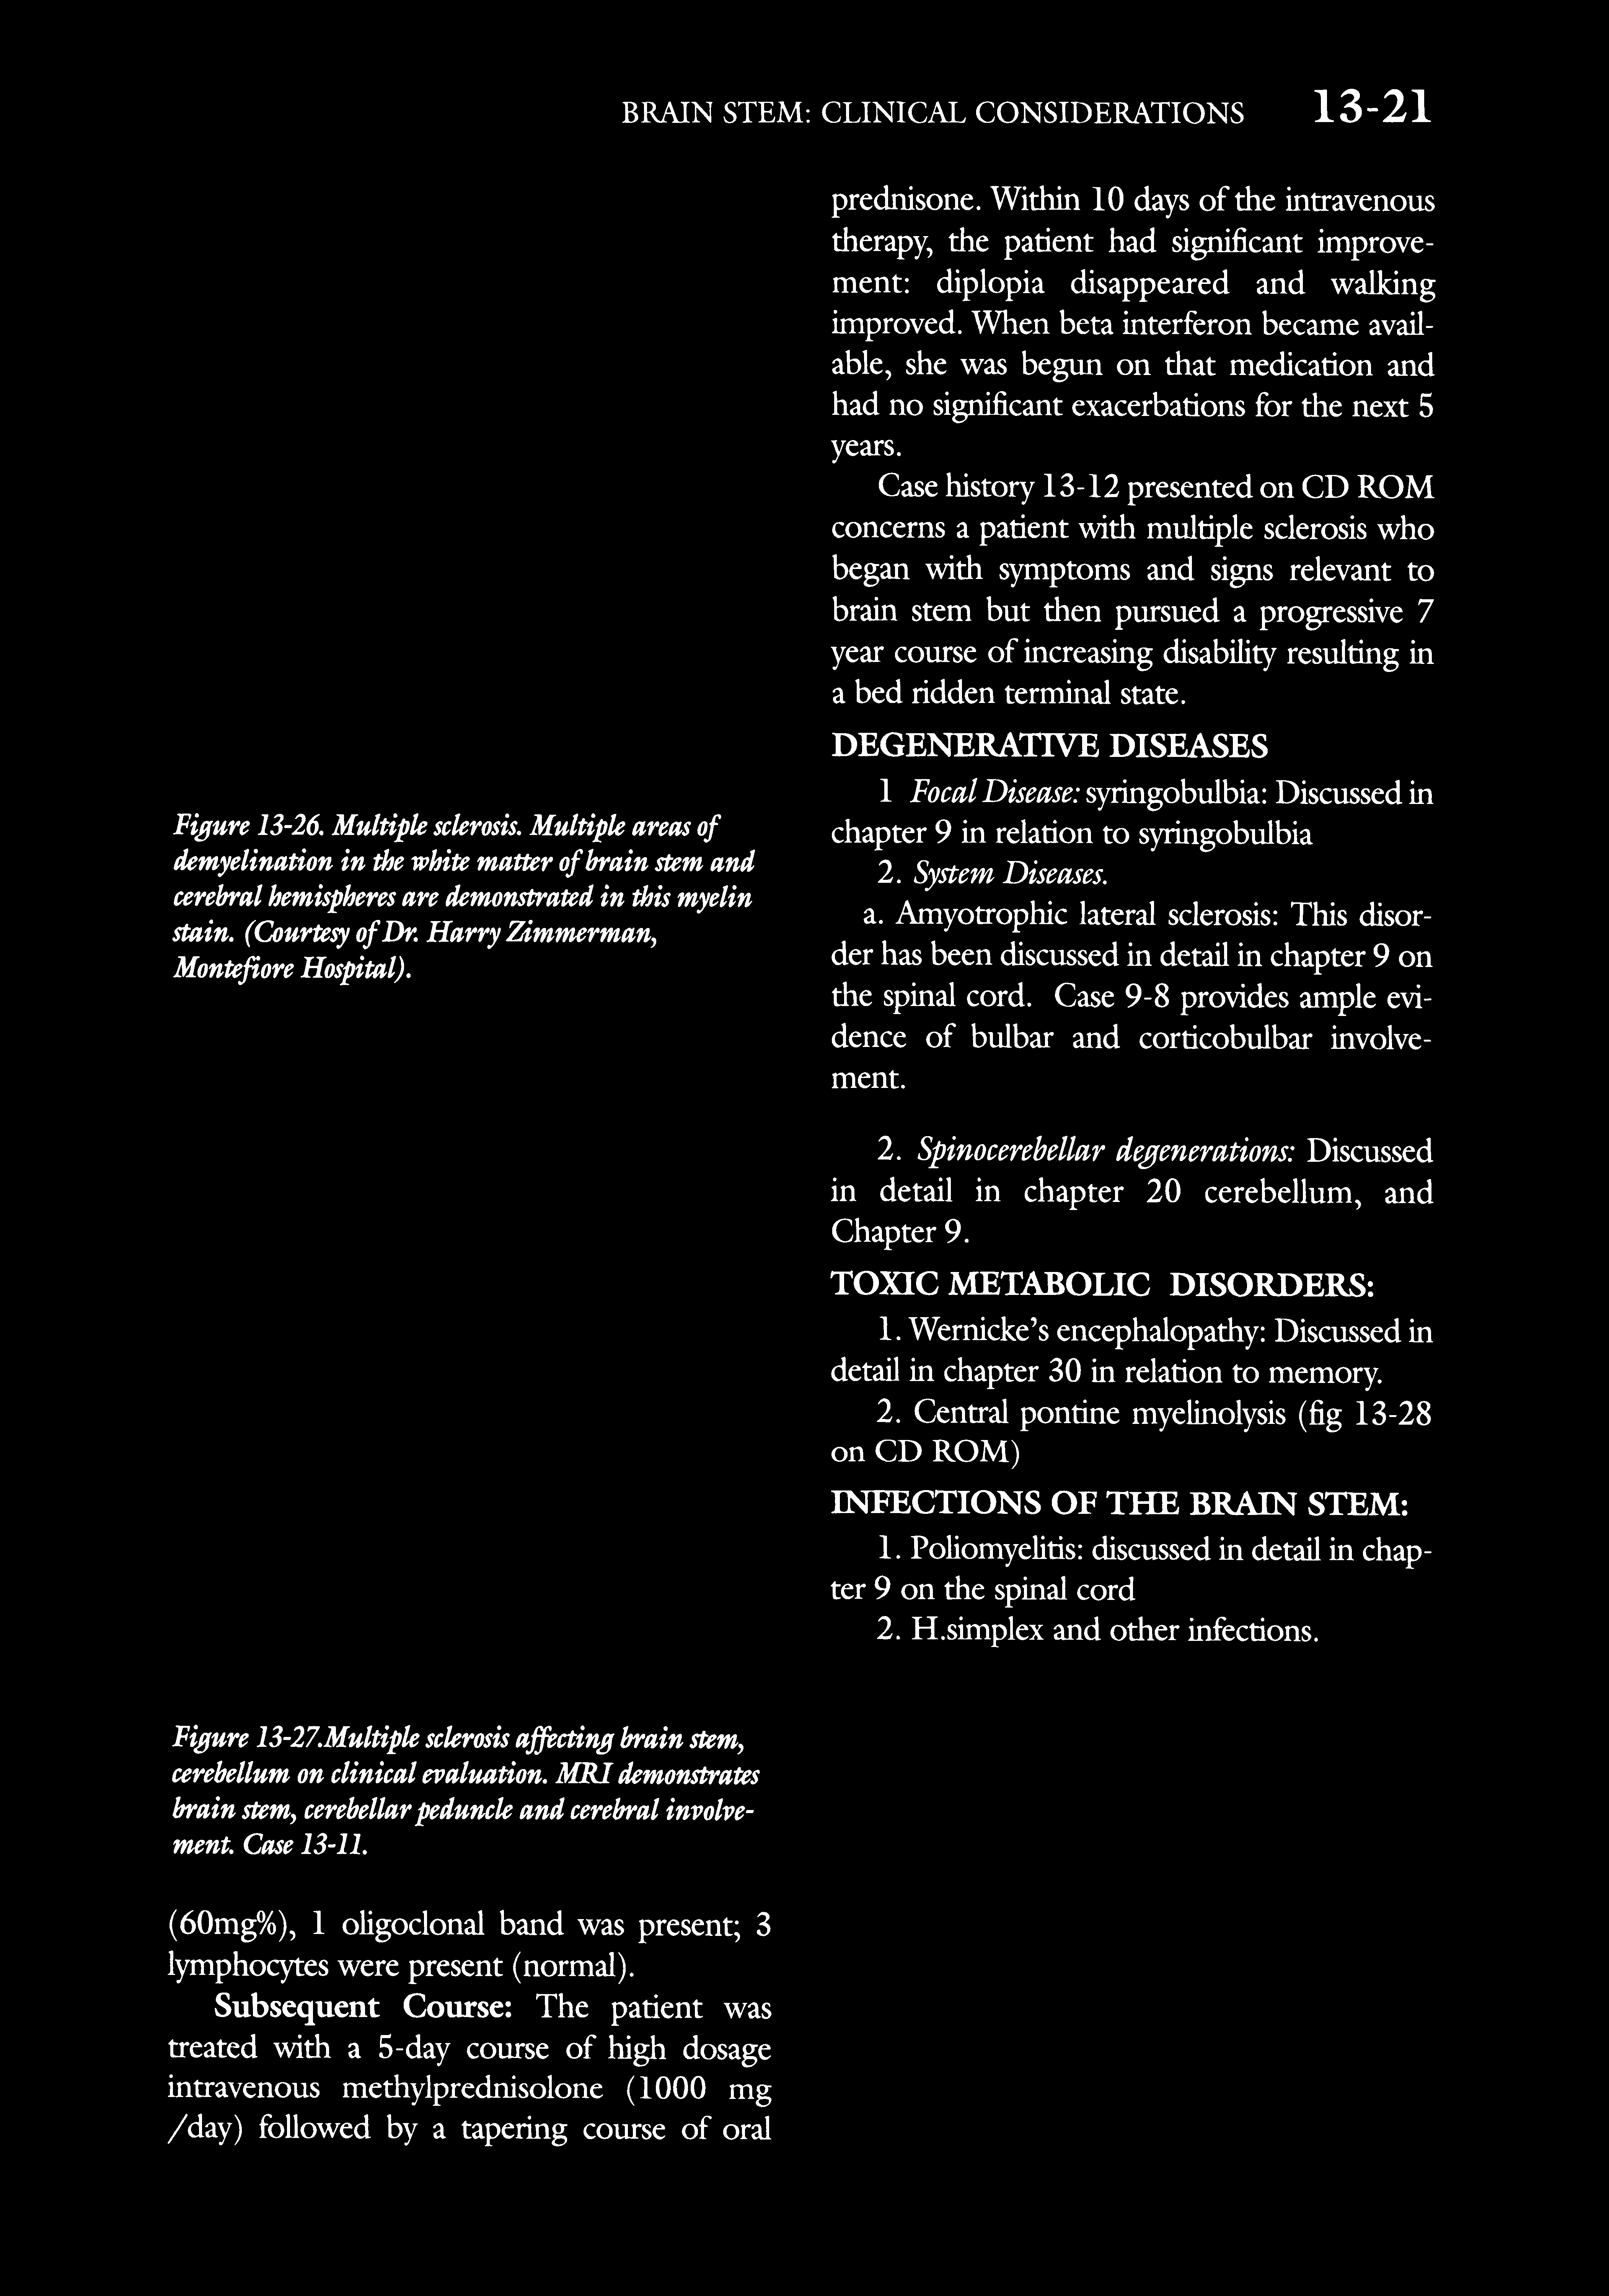 BRAIN STEM: CLINICAL CONSIDERATIONS 13-21
Figure 13-26. Multiple sclerosis. Multiple areas of
demyelination in the white matter of brain stem and
cerebral hemispheres are demonstrated in this myelin
stain. (Courtesy of Dr. Harry Zimmerman,
Montefiore Hospital).
Figure 13-27.Multiple sclerosis affecting brain stem,
cerebellum on clinical evaluation. MRI demonstrates
brain stem, cerebellar peduncle and cerebral involve-
ment. Case 13-11.
(60mg%), 1 oligoclonal band was present; 3
lymphocytes were present (normal).
Subsequent Course: The patient was
treated with a 5-day course of high dosage
intravenous methylprednisolone (1000 mg
/day) followed by a tapering course of oral
prednisone. Within 10 days of the intravenous
therapy, the patient had significant improve-
ment: diplopia disappeared and walking
improved. When beta interferon became avail-
able, she was begun on that medication and
had no significant exacerbations for the next 5
years.
Case history 13-12 presented on CD ROM
concerns a patient with multiple sclerosis who
began with symptoms and signs relevant to
brain stem but then pursued a progressive 7
year course of increasing disability resulting in
a bed ridden terminal state.
DEGENERATIVE DISEASES
1 Focal Disease: syringobulbia: Discussed in
chapter 9 in relation to syringobulbia
2. System Diseases.
a. Amyotrophic lateral sclerosis: This disor-
der has been discussed in detail in chapter 9 on
the spinal cord. Case 9-8 provides ample evi-
dence of bulbar and corticobulbar involve-
ment.
2. Spinocerebellar degenerations: Discussed
in detail in chapter 20 cerebellum, and
Chapter 9.
TOXIC METABOLIC DISORDERS:
1. Wernicke's encephalopathy: Discussed in
detail in chapter 30 in relation to memory.
2. Central pontine myelinolysis (fig 13-28
on CD ROM)
INFECTIONS OF THE BRAIN STEM:
1. Poliomyelitis: discussed in detail in chap-
ter 9 on the spinal cord
2. H.simplex and other infections.